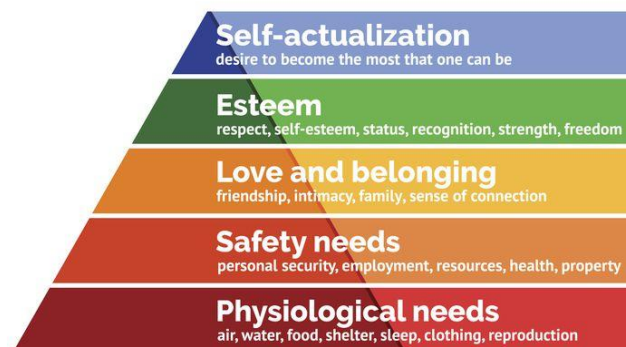 Self-actualization
desire to become the most that one can be
Esteem
respect, self-esteem, status, recognition, strength, freedom
Love and belonging
friendship, intimacy, family, sense of connection
Safety needs
personal security, employment, resources, health, property
Physiological needs
air, water, food, shelter, sleep, clothing, reproduction